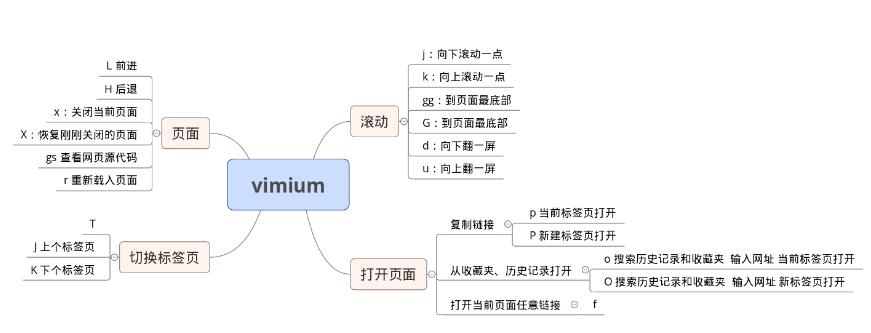 vimium
页面
L 前进
H 后退
x：关闭当前页面
X：恢复刚刚关闭的页面
gs 查看网页源代码
r 重新载入页面
切换标签页
T
J 上个标签页
K 下个标签页
滚动
j：向下滚动一点
k：向上滚动一点
gg：到页面最底部
G：到页面最底部
d：向下翻一屏
u：向上翻一屏
打开页面
复制链接
p 当前标签页打开
P 新建标签页打开
从收藏夹、历史记录打开
o 搜索历史记录和收藏夹 输入网址 当前标签页打开
O 搜索历史记录和收藏夹 输入网址 新标签页打开
打开当前页面任意链接
f